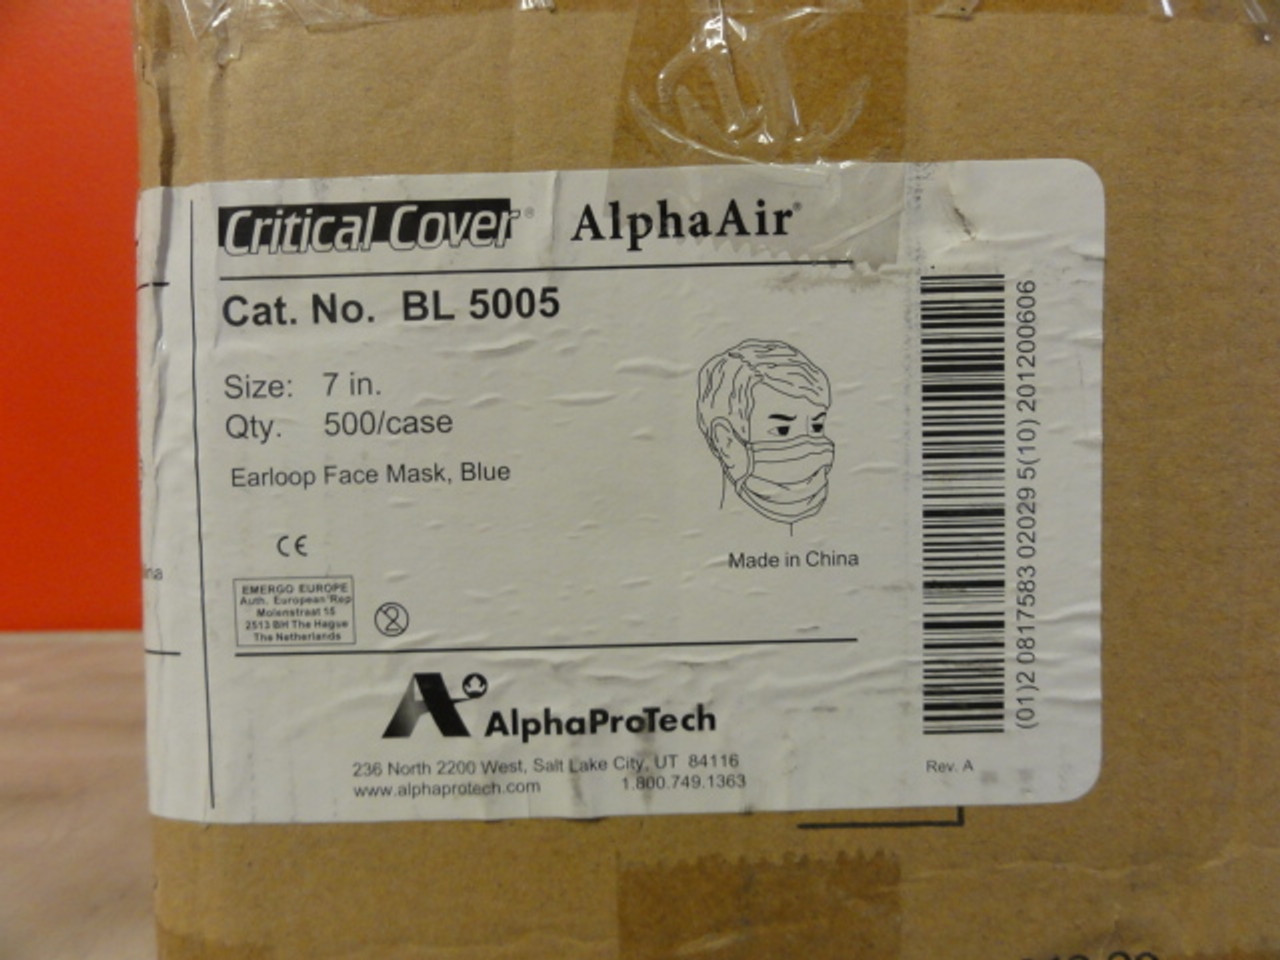 Critical Cover® AlphaAir®
Cat. No. BL 5005
Size: 7 in.
Qty. 500/case
Earloop Face Mask, Blue
CE
EMERGO EUROPE
Auth. European Rep
Molenstraat 15
2513 BH The Hague
The Netherlands
2
Made in China
AlphaProTech
236 North 2200 West, Salt Lake City, UT 84116
www.alphaprotech.com 1.800.749.1363
(01)2 0817583 02029 5(10) 201200606
Rev. A